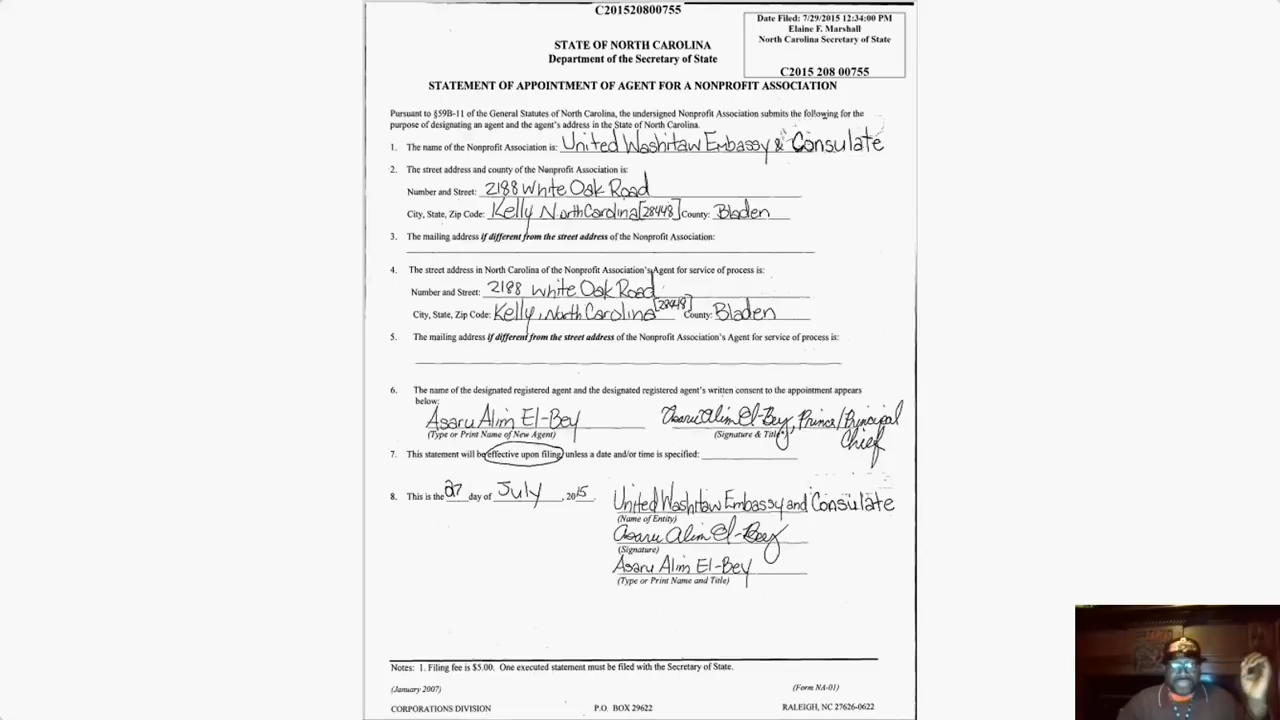 C201520800755
Date Filed: 7/29/2015 12:34:00 PM
Elaine F. Marshall
North Carolina Secretary of State
C2015 208 00755
STATE OF NORTH CAROLINA
Department of the Secretary of State
STATEMENT OF APPOINTMENT OF AGENT FOR A NONPROFIT ASSOCIATION
Pursuant to §59B-11 of the General Statutes of North Carolina, the undersigned Nonprofit Association submits the following for the
purpose of designating an agent and the agent's address in the State of North Carolina.
1. The name of the Nonprofit Association is: United Washitaw Embassy & Consulate
2. The street address and county of the Nonprofit Association is:
Number and Street: 2188 White Oak Road
City, State, Zip Code: Kelly North Carolina [28448] County: Bladen
3. The mailing address if different from the street address of the Nonprofit Association:
4. The street address in North Carolina of the Nonprofit Association's Agent for service of process is:
Number and Street: 2188 White Oak Road
City, State, Zip Code: Kelly, North Carolina [28448] County: Bladen
5. The mailing address if different from the street address of the Nonprofit Association's Agent for service of process is:
6. The name of the designated registered agent and the designated registered agent's written consent to the appointment appears
below:
Asaru Alim El-Bey Asaru Alim El-Bey, Prince/Principal Chief
(Type or Print Name of New Agent) (Signature & Title)
7. This statement will be effective upon filing, unless a date and/or time is specified:
8. This is the 27 day of July, 2015.
United Washitaw Embassy and Consulate
(Name of Entity)
Asaru Alim El-Bey
(Signature)
Asaru Alim El-Bey
(Type or Print Name and Title)
Notes: 1. Filing fee is $5.00. One executed statement must be filed with the Secretary of State.
(January 2007) (Form NA-01)
CORPORATIONS DIVISION P.O. BOX 29622 RALEIGH, NC 27626-0622